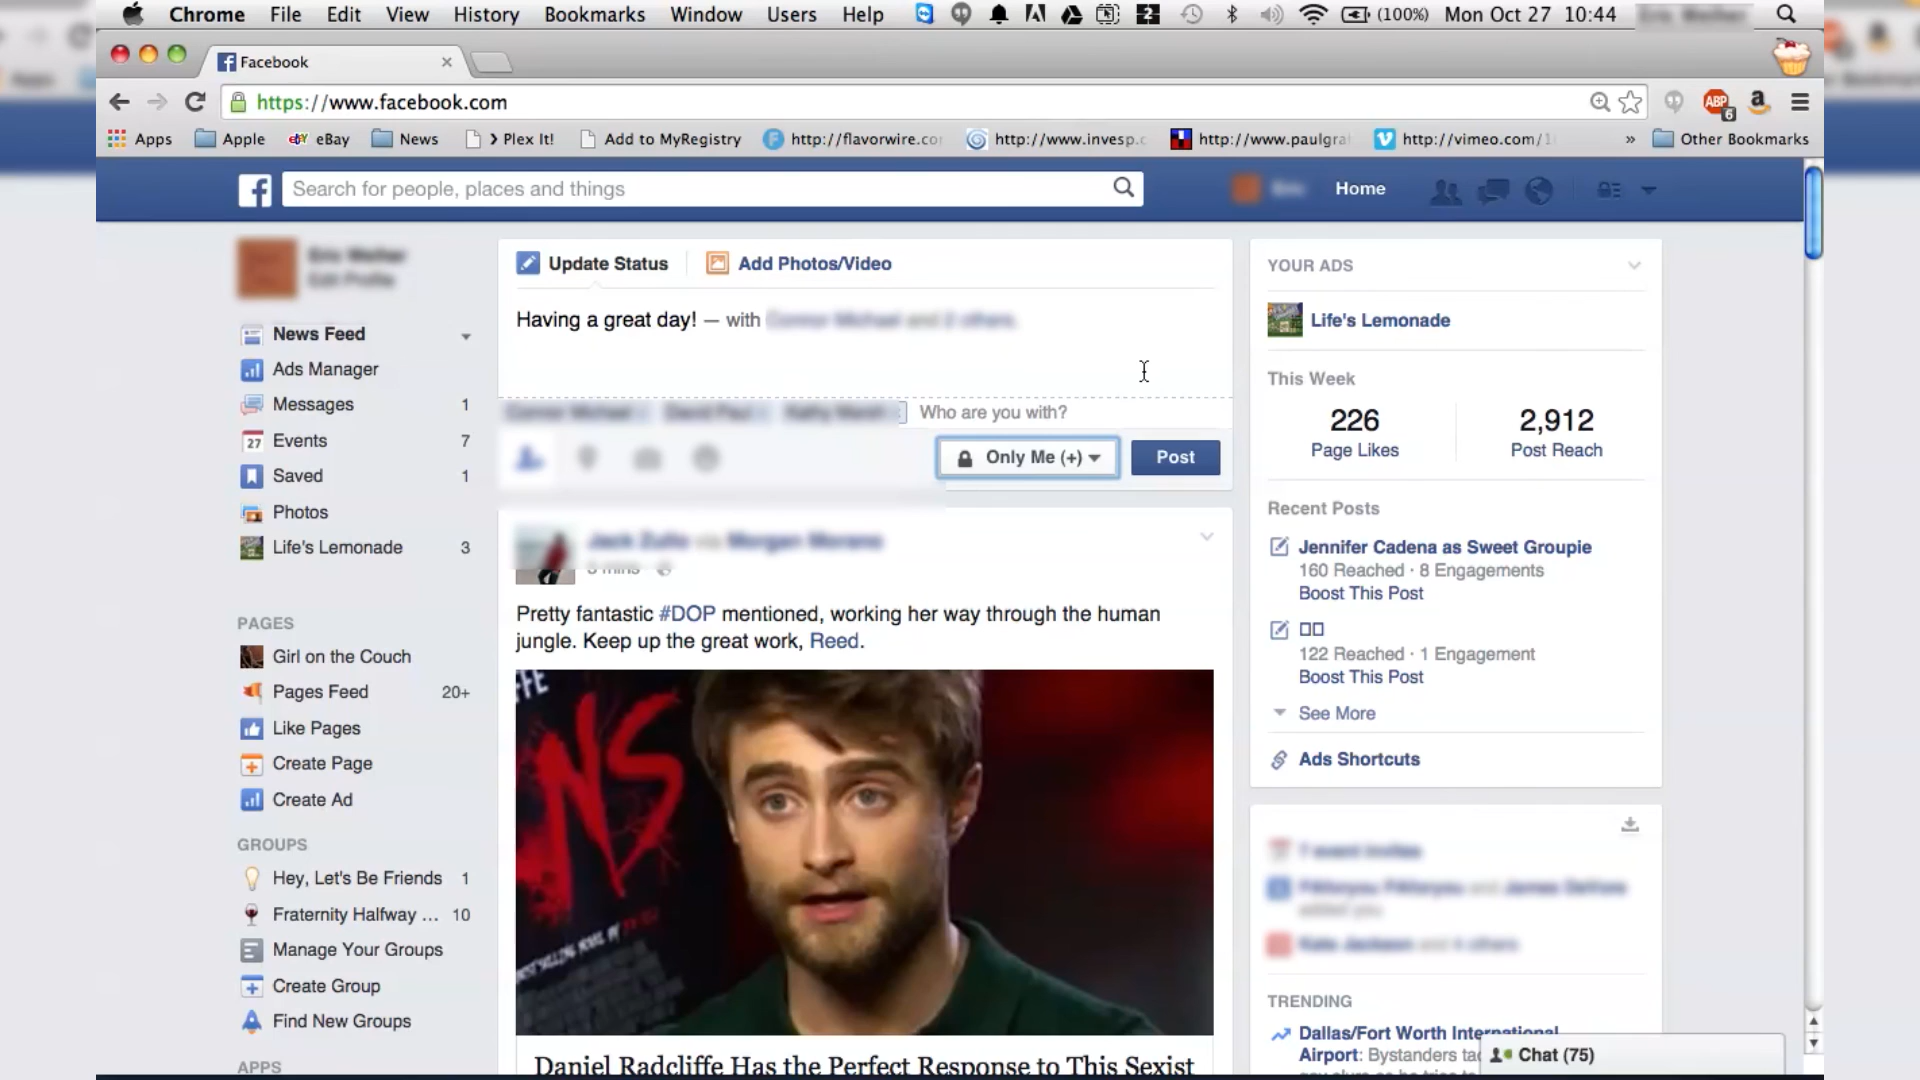 Chrome File Edit View History Bookmarks Window Users Help (100%) Mon Oct 27 10:44
Facebook
https://www.facebook.com
ABP 6
Apps Apple eBay News Plex It! Add to MyRegistry http://flavorwire.co http://www.invesp.c http://www.paulgra http://vimeo.com/1 » Other Bookmarks
Search for people, places and things
Home
Update Status Add Photos/Video
Having a great day! — with
Who are you with?
Only Me (+)
Post
News Feed
Ads Manager
Messages 1
27 Events 7
Saved 1
Photos
Life's Lemonade 3
PAGES
Girl on the Couch
Pages Feed 20+
Like Pages
Create Page
Create Ad
GROUPS
Hey, Let's Be Friends 1
Fraternity Halfway ... 10
Manage Your Groups
Create Group
Find New Groups
APPS
Pretty fantastic #DOP mentioned, working her way through the human
jungle. Keep up the great work, Reed.
Daniel Radcliffe Has the Perfect Response to This Sexist
YOUR ADS
Life's Lemonade
This Week
226 2,912
Page Likes Post Reach
Recent Posts
Jennifer Cadena as Sweet Groupie
160 Reached · 8 Engagements
Boost This Post
122 Reached · 1 Engagement
Boost This Post
See More
Ads Shortcuts
TRENDING
Dallas/Fort Worth International
Airport: Bystanders
Chat (75)